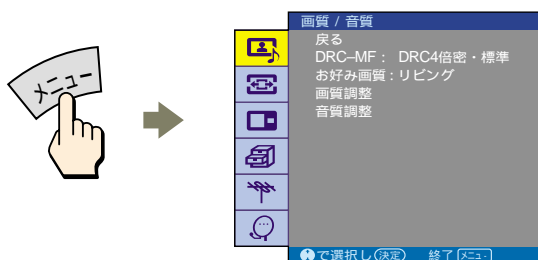 メニュー
画質 / 音質
戻る
DRC–MF： DRC4倍密・標準
お好み画質：リビング
画質調整
音質調整
で選択し 決定 終了 メニュー